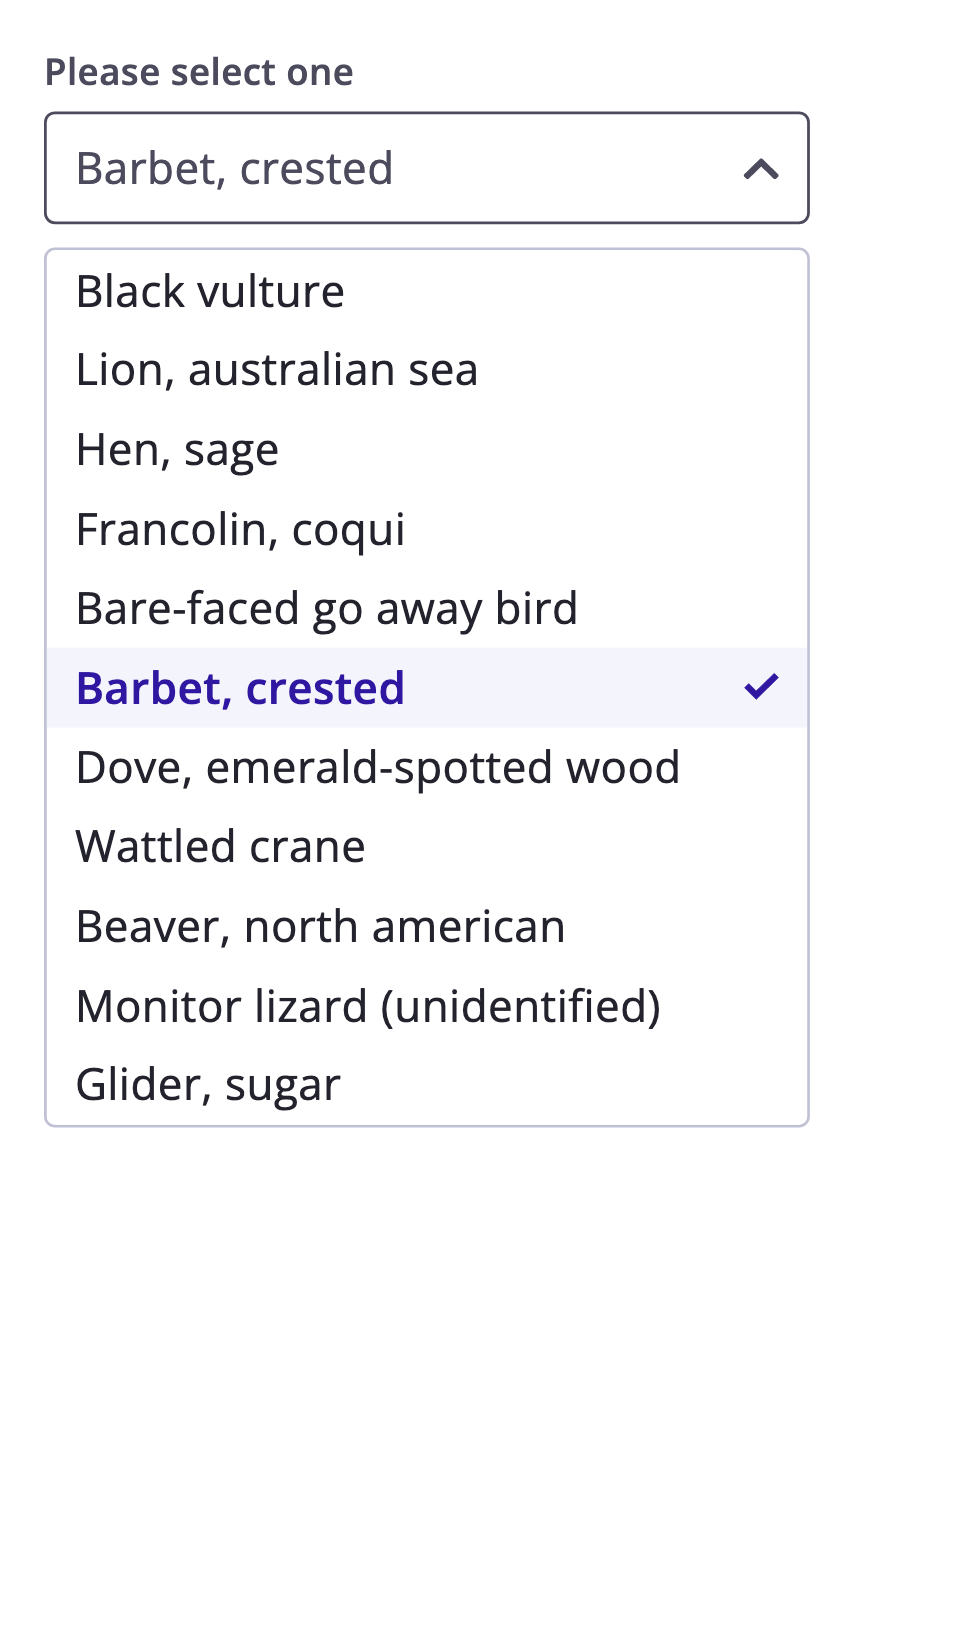 Please select one
Barbet, crested
Black vulture
Lion, australian sea
Hen, sage
Francolin, coqui
Bare-faced go away bird
Barbet, crested
Dove, emerald-spotted wood
Wattled crane
Beaver, north american
Monitor lizard (unidentified)
Glider, sugar